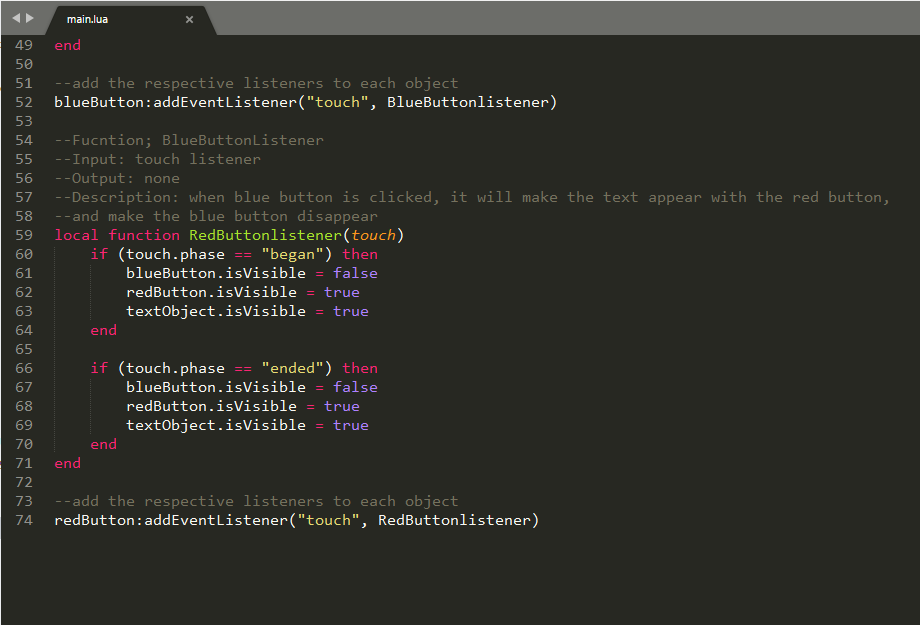 main.lua
49 end
50
51 --add the respective listeners to each object
52 blueButton:addEventListener("touch", BlueButtonlistener)
53
54 --Fucntion; BlueButtonListener
55 --Input: touch listener
56 --Output: none
57 --Description: when blue button is clicked, it will make the text appear with the red button,
58 --and make the blue button disappear
59 local function RedButtonlistener(touch)
60     if (touch.phase == "began") then
61         blueButton.isVisible = false
62         redButton.isVisible = true
63         textObject.isVisible = true
64     end
65
66     if (touch.phase == "ended") then
67         blueButton.isVisible = false
68         redButton.isVisible = true
69         textObject.isVisible = true
70     end
71 end
72
73 --add the respective listeners to each object
74 redButton:addEventListener("touch", RedButtonlistener)